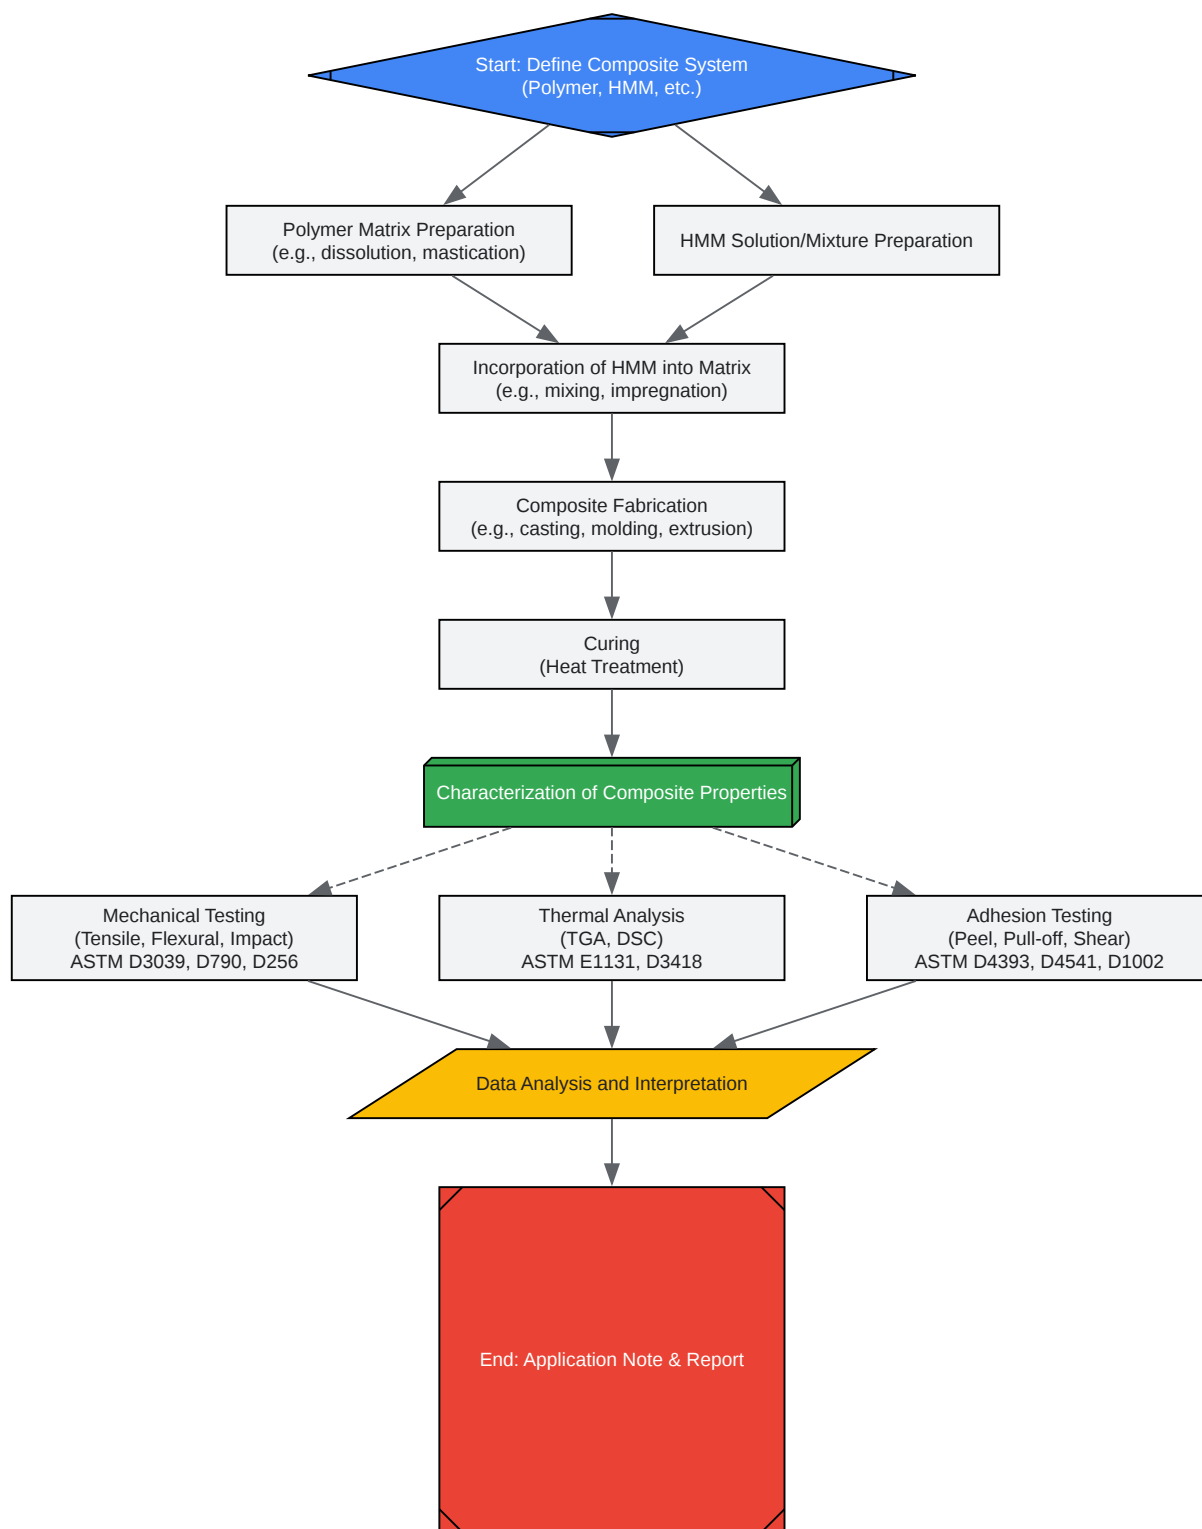 Start: Define Composite System
(Polymer, HMM, etc.)
Polymer Matrix Preparation
(e.g., dissolution, mastication)
HMM Solution/Mixture Preparation
Incorporation of HMM into Matrix
(e.g., mixing, impregnation)
Composite Fabrication
(e.g., casting, molding, extrusion)
Curing
(Heat Treatment)
Characterization of Composite Properties
Mechanical Testing
(Tensile, Flexural, Impact)
ASTM D3039, D790, D256
Thermal Analysis
(TGA, DSC)
ASTM E1131, D3418
Adhesion Testing
(Peel, Pull-off, Shear)
ASTM D4393, D4541, D1002
Data Analysis and Interpretation
End: Application Note & Report